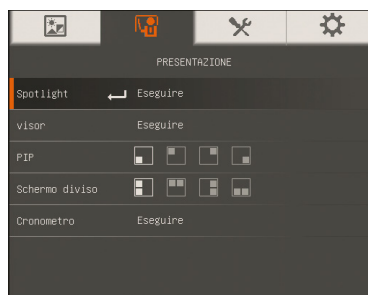 PRESENTAZIONE
Spotlight Eseguire
visor Eseguire
PIP
Schermo diviso
Cronometro Eseguire